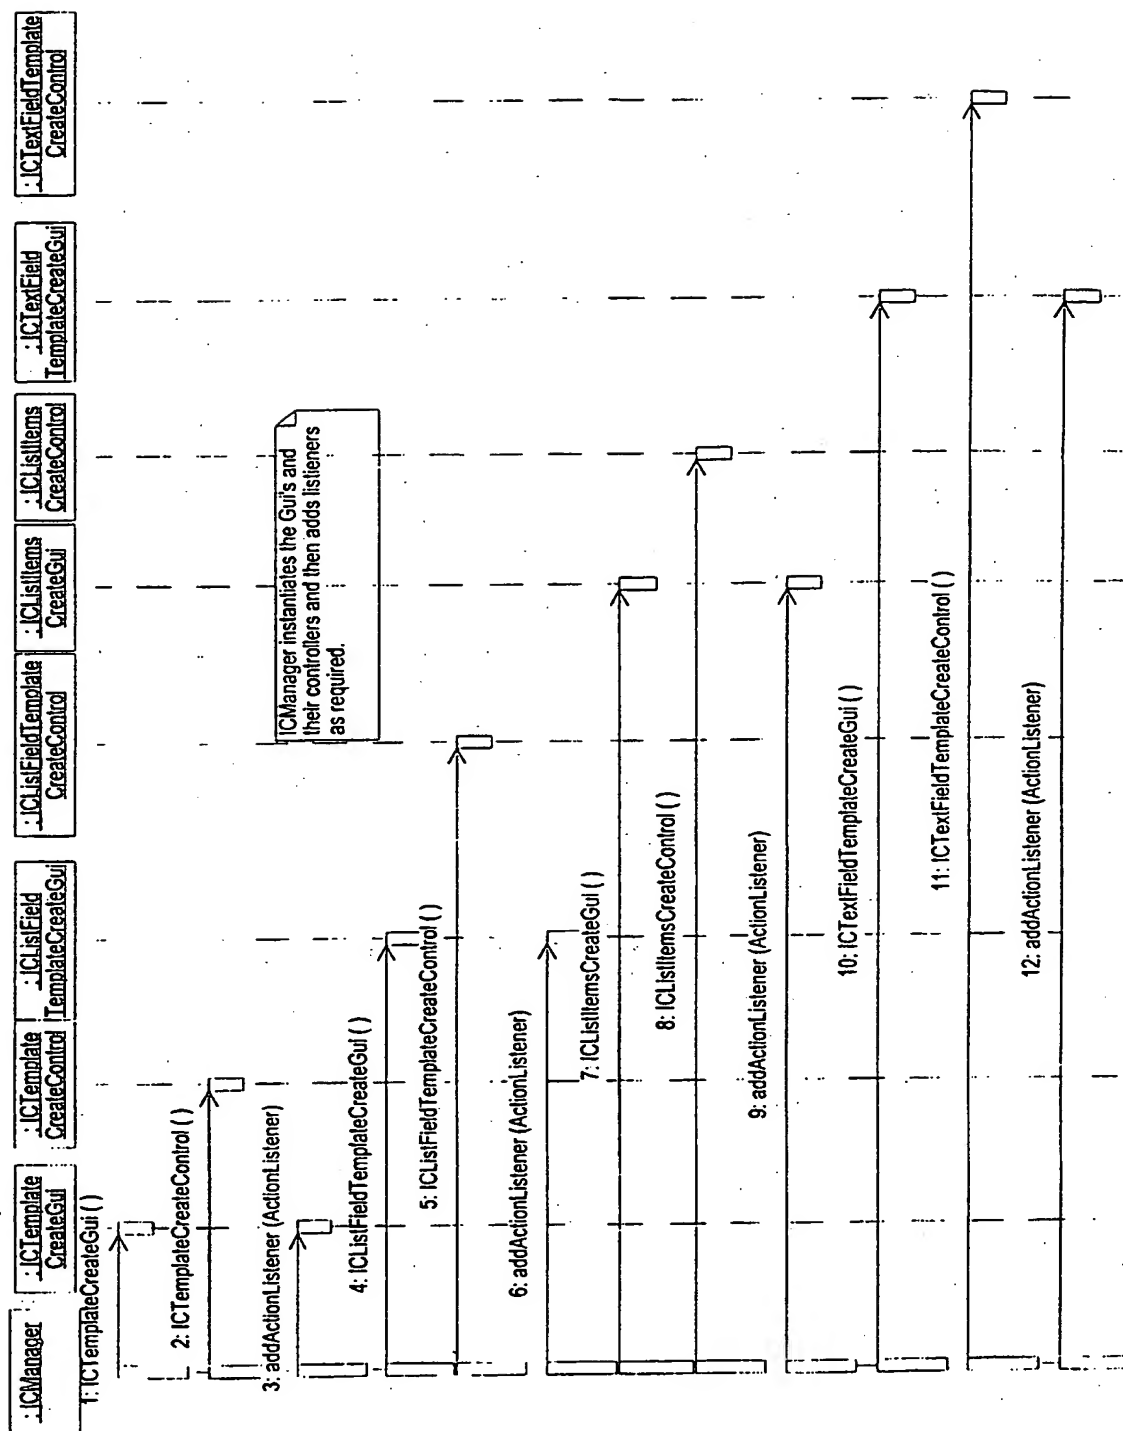 : ICManager
: ICTemplate
CreateGui
: ICTemplate
CreateControl
: ICListField
TemplateCreateGui
: ICListFieldTemplate
CreateControl
: ICListItems
CreateGui
: ICListItems
CreateControl
: ICTextField
TemplateCreateGui
: ICTextFieldTemplate
CreateControl
1: ICTemplateCreateGui ( )
2: ICTemplateCreateControl ( )
3: addActionListener (ActionListener)
ICManager instantiates the Gui's and
their controllers and then adds listieners
as required.
4: ICListFieldTemplateCreateGui ( )
5: ICListFieldTemplateCreateControl ( )
6: addActionListener (ActionListener)
7: ICListItemsCreateGui ( )
8: ICListItemsCreateControl ( )
9: addActionListener (ActionListener)
10: ICTextFieldTemplateCreateGui ( )
11: ICTextFieldTemplateCreateControl ( )
12: addActionListener (ActionListener)